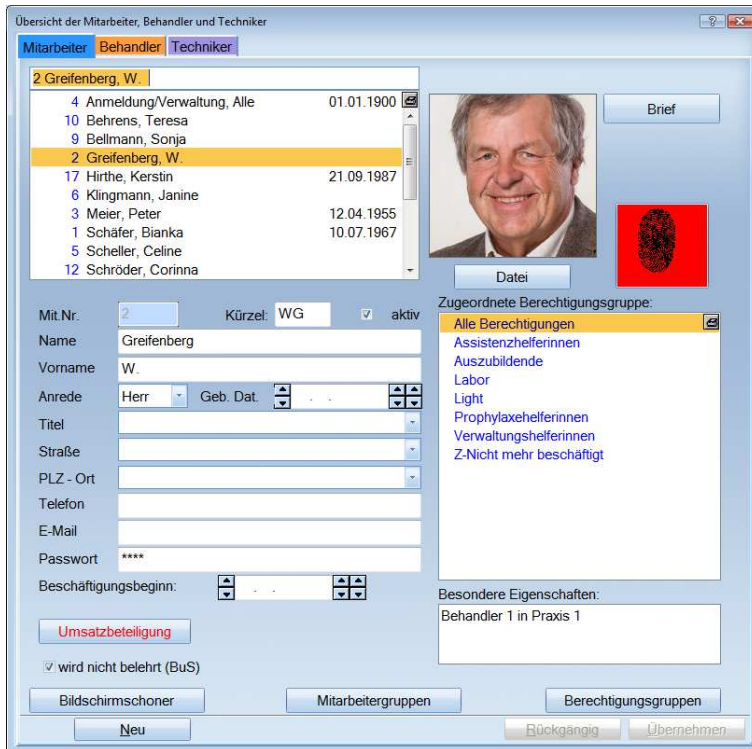 Übersicht der Mitarbeiter, Behandler und Techniker
Mitarbeiter Behandler Techniker
2 Greifenberg, W.
4 Anmeldung/Verwaltung, Alle 01.01.1900
10 Behrens, Teresa
9 Bellmann, Sonja
2 Greifenberg, W.
17 Hirthe, Kerstin 21.09.1987
6 Klingmann, Janine
3 Meier, Peter 12.04.1955
1 Schäfer, Bianka 10.07.1967
5 Scheller, Celine
12 Schröder, Corinna
Brief
Datei
Mit.Nr. 2 Kürzel: WG aktiv
Name Greifenberg
Vorname W.
Anrede Herr Geb. Dat. . .
Titel
Straße
PLZ - Ort
Telefon
E-Mail
Passwort ****
Beschäftigungsbeginn: . .
Umsatzbeteiligung
wird nicht belehrt (BuS)
Zugeordnete Berechtigungsgruppe:
Alle Berechtigungen
Assistenzhelferinnen
Auszubildende
Labor
Light
Prophylaxehelferinnen
Verwaltungshelferinnen
Z-Nicht mehr beschäftigt
Besondere Eigenschaften:
Behandler 1 in Praxis 1
Bildschirmschoner Mitarbeitergruppen Berechtigungsgruppen
Neu Rückgängig Übernehmen